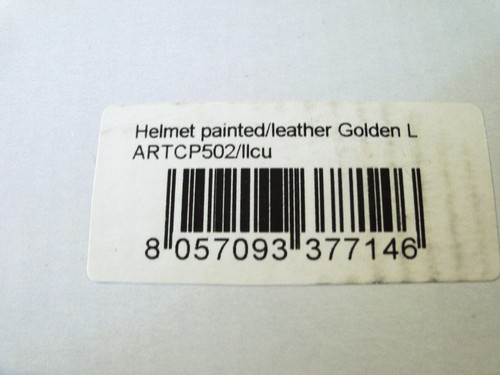 Helmet painted/leather Golden L
ARTCP502/llcu
8 057093 377146